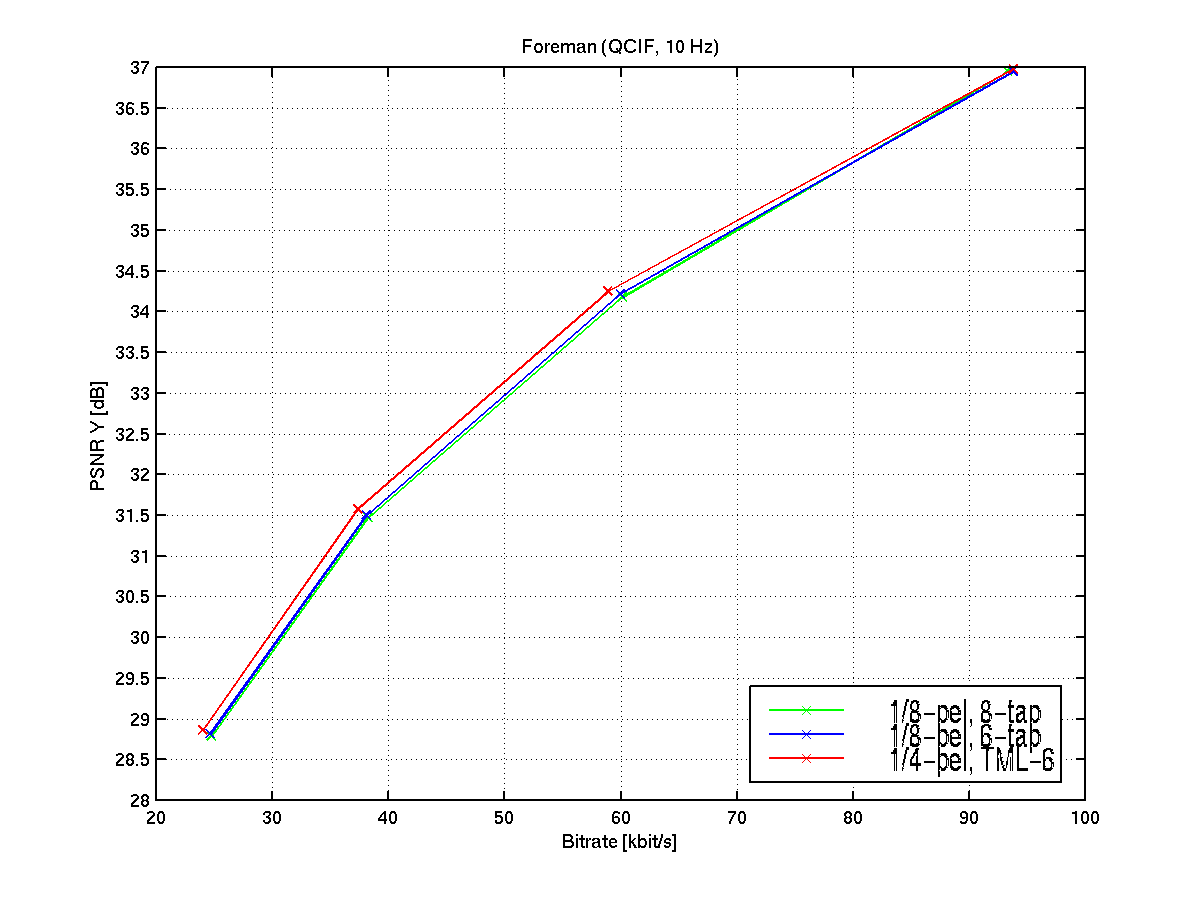 Foreman (QCIF, 10 Hz)
37
36.5
36
35.5
35
34.5
34
33.5
33
32.5
32
31.5
31
30.5
30
29.5
29
28.5
28
PSNR Y [dB]
1/8-pel, 8-tap
1/8-pel, 6-tap
1/4-pel, TML-6
20 30 40 50 60 70 80 90 100
Bitrate [kbit/s]